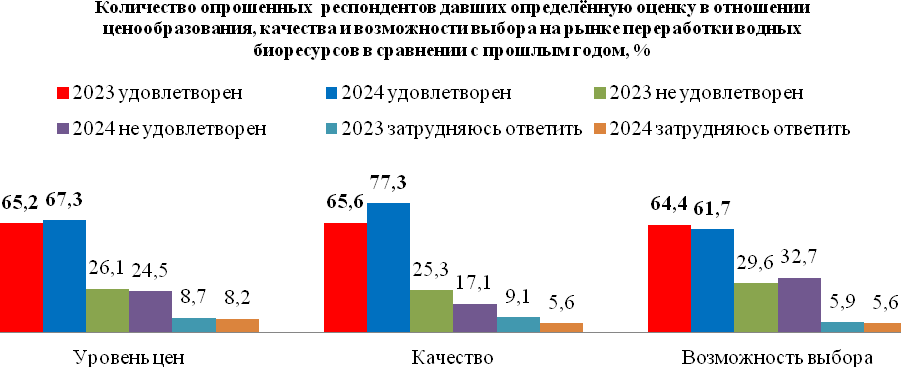 Количество опрошенных респондентов давших определённую оценку в отношении
ценообразования, качества и возможности выбора на рынке переработки водных
биоресурсов в сравнении с прошлым годом, %
2023 удовлетворен
2024 удовлетворен
2023 не удовлетворен
2024 не удовлетворен
2023 затрудняюсь ответить
2024 затрудняюсь ответить
65,2
67,3
26,1
24,5
8,7
8,2
65,6
77,3
25,3
17,1
9,1
5,6
64,4
61,7
29,6
32,7
5,9
5,6
Уровень цен
Качество
Возможность выбора